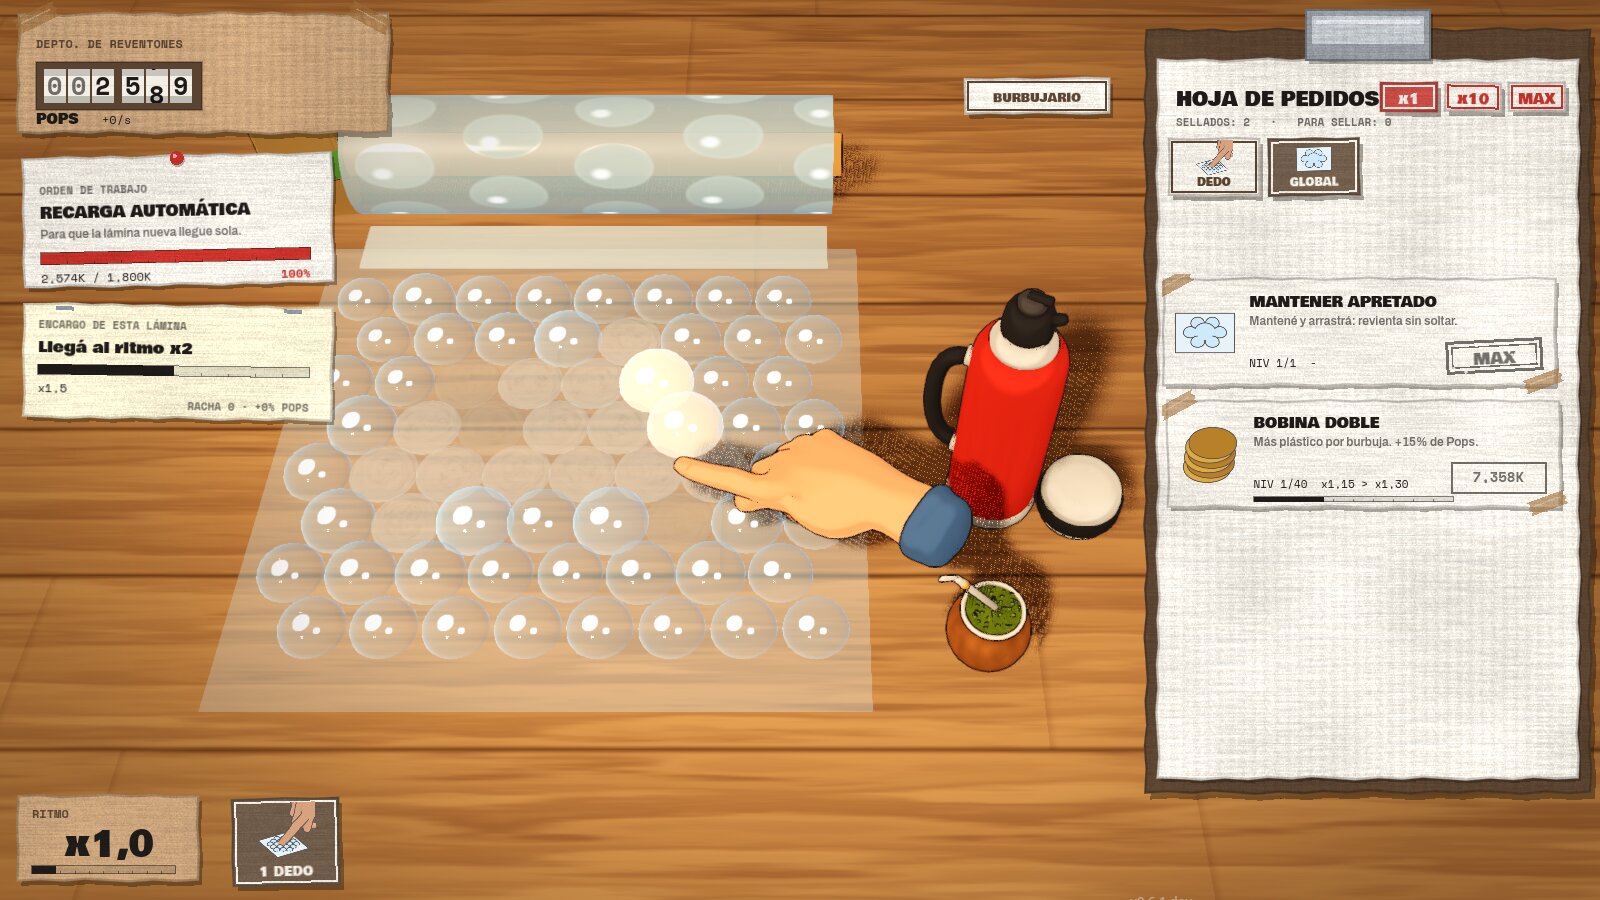 DEPTO. DE REVENTONES
002589
POPS +0/s
ORDEN DE TRABAJO
RECARGA AUTOMÁTICA
Para que la lámina nueva llegue sola.
2.574K / 1.800K 100%
ENCARGO DE ESTA LÁMINA
Llegá al ritmo x2
x1.5
RACHA 0 · +0% POPS
RITMO
x1,0
1 DEDO
BURBUJARIO
HOJA DE PEDIDOS x1 x10 MAX
SELLADOS: 2 · PARA SELLAR: 0
DEDO
GLOBAL
MANTENER APRETADO
Mantené y arrastrá: revienta sin soltar.
NIV 1/1 -
MAX
BOBINA DOBLE
Más plástico por burbuja. +15% de Pops.
NIV 1/40 x1,15 > x1,30
7.358K